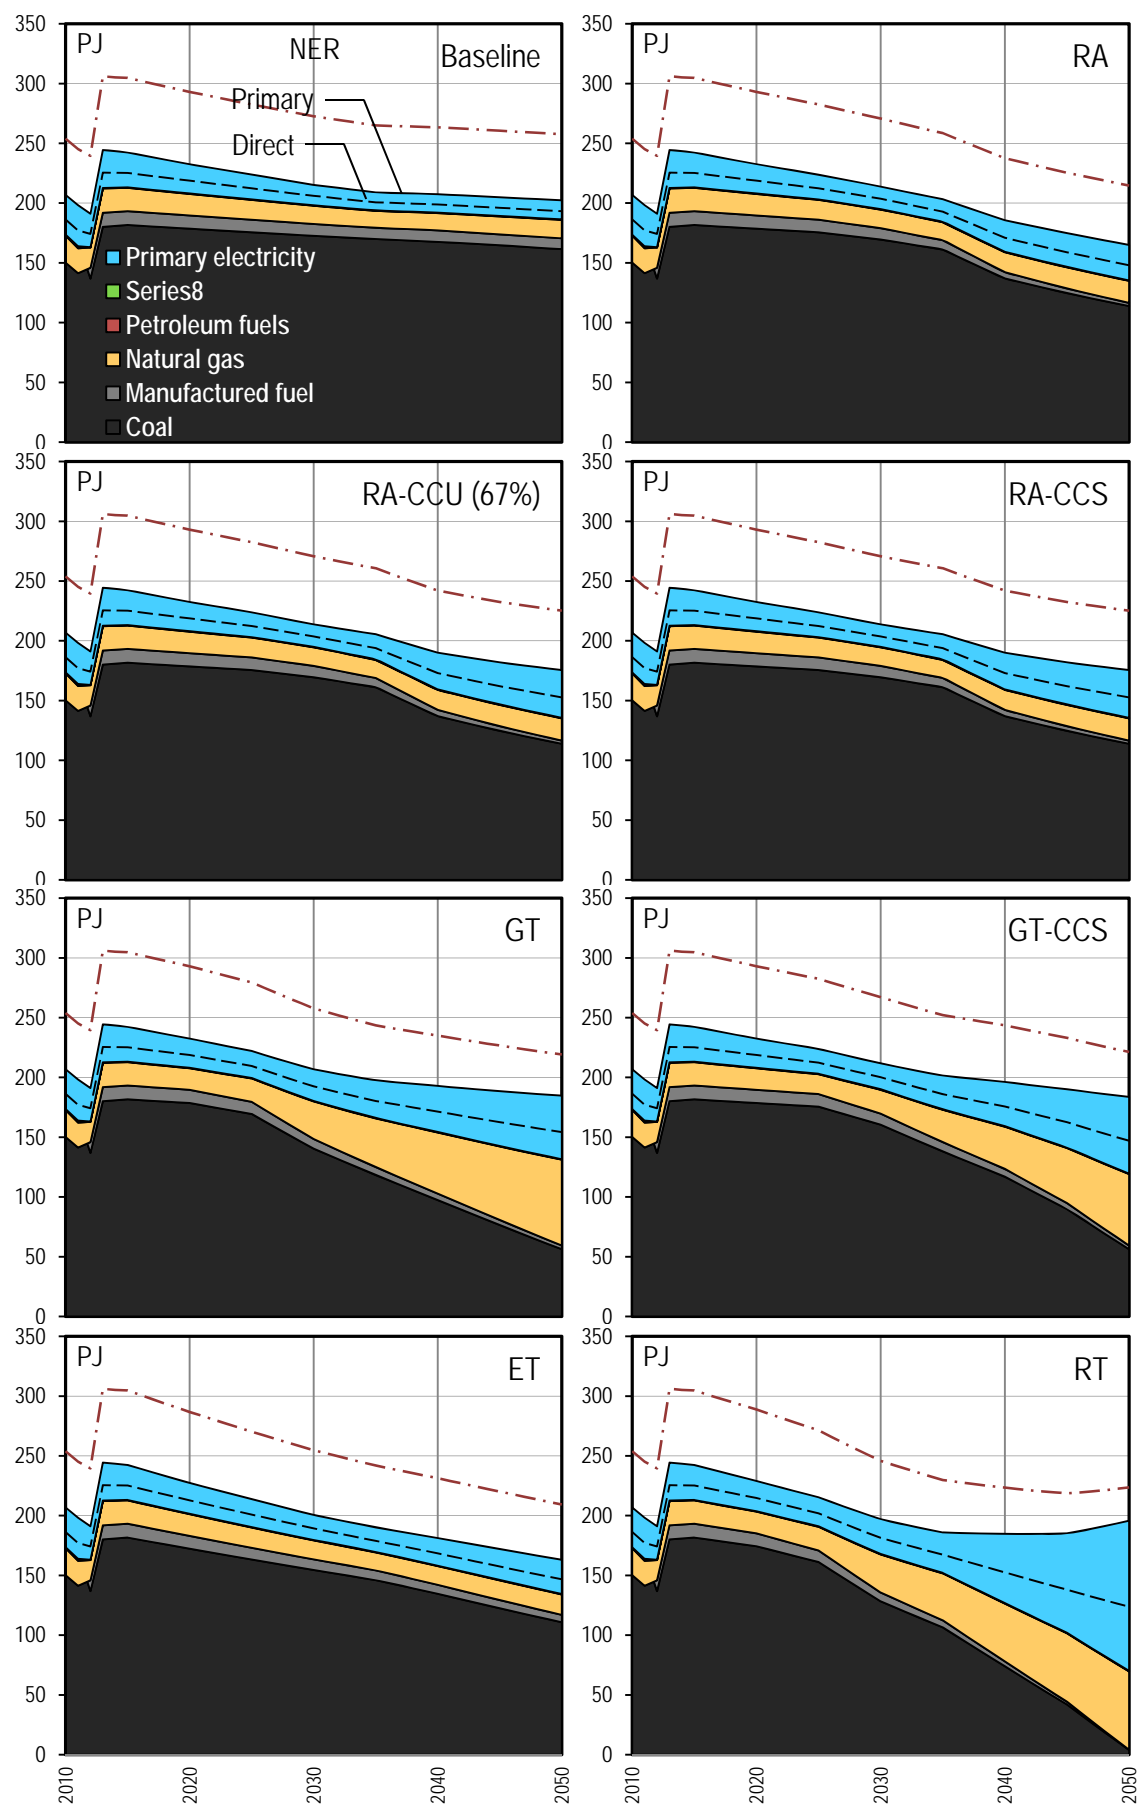 350
PJ
NER
Baseline
300
Primary
250
Direct
200
150
Primary electricity
Series8
Petroleum fuels
100
Natural gas
50
Manufactured fuel
Coal
0
350
PJ
RA
300
250
200
150
100
50
0
350
PJ
RA-CCU (67%)
300
250
200
150
100
50
0
350
PJ
RA-CCS
300
250
200
150
100
50
0
350
PJ
GT
300
250
200
150
100
50
0
350
PJ
GT-CCS
300
250
200
150
100
50
0
350
PJ
ET
300
250
200
150
100
50
0
2010
2020
2030
2040
2050
350
PJ
RT
300
250
200
150
100
50
0
2010
2020
2030
2040
2050